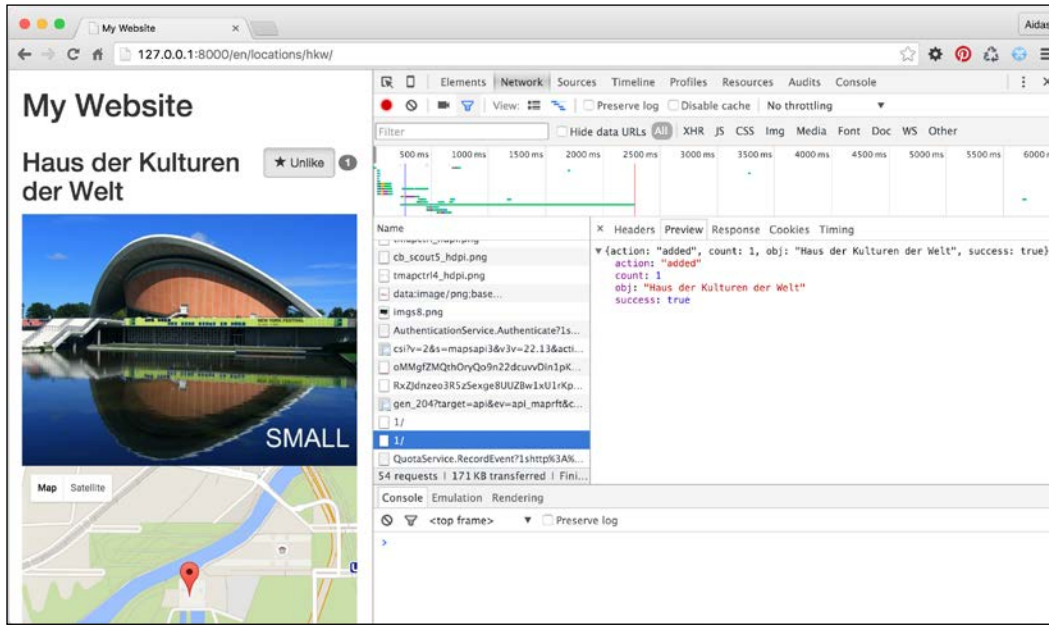 My Website
Aidas
127.0.0.1:8000/en/locations/hkw/
My Website
Haus der Kulturen
der Welt
★ Unlike 1
SMALL
Map Satellite
Elements Network Sources Timeline Profiles Resources Audits Console
View: Preserve log Disable cache No throttling
Filter Hide data URLs All XHR JS CSS Img Media Font Doc WS Other
500 ms 1000 ms 1500 ms 2000 ms 2500 ms 3000 ms 3500 ms 4000 ms 4500 ms 5000 ms 5500 ms 6000
Name
cb_scout5_hdpi.png
tmapctrl4_hdpi.png
data:image/png;base...
imgs8.png
AuthenticationService.Authenticate?1s...
csi?v=2&s=mapsapi3&v3v=22.13&acti...
gen_204?target=api&ev=api_maprft&c...
1/
1/
QuotaService.RecordEvent?1shttp%3A%...
54 requests | 171 KB transferred | Fini...
× Headers Preview Response Cookies Timing
▼{action: "added", count: 1, obj: "Haus der Kulturen der Welt", success: true}
action: "added"
count: 1
obj: "Haus der Kulturen der Welt"
success: true
Console Emulation Rendering
<top frame> ▼ Preserve log
>